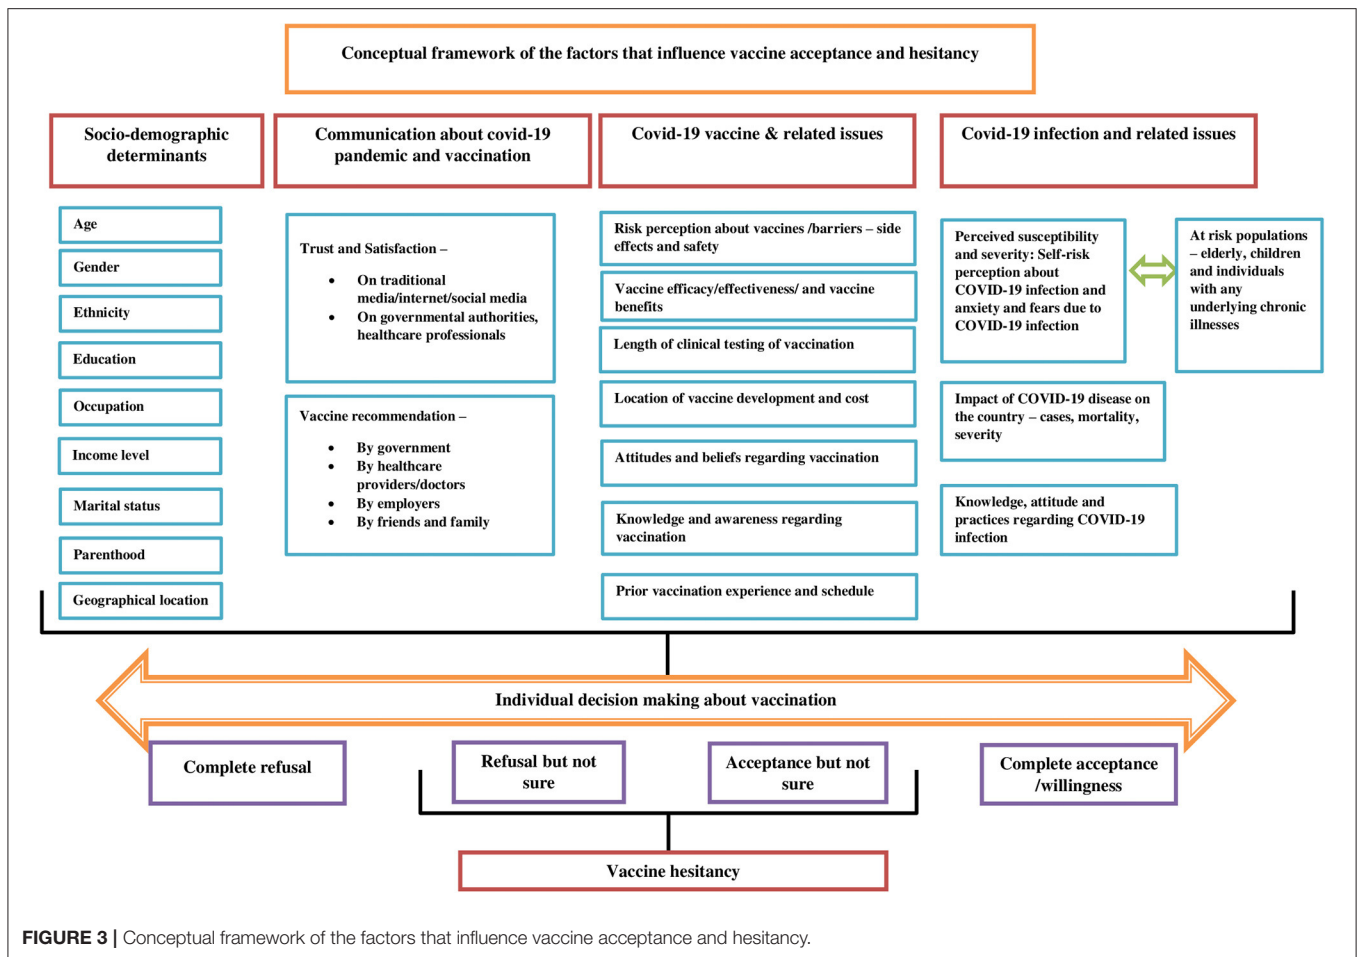 Conceptual framework of the factors that influence vaccine acceptance and hesitancy
Socio-demographic
determinants
Communication about covid-19
pandemic and vaccination
Covid-19 vaccine & related issues
Covid-19 infection and related issues
Age
Gender
Ethnicity
Education
Occupation
Income level
Marital status
Parenthood
Geographical location
Trust and Satisfaction –
• On traditional
media/internet/social media
• On governmental authorities,
healthcare professionals
Vaccine recommendation –
• By government
• By healthcare
providers/doctors
• By employers
• By friends and family
Risk perception about vaccines /barriers – side
effects and safety
Vaccine efficacy/effectiveness/ and vaccine
benefits
Length of clinical testing of vaccination
Location of vaccine development and cost
Attitudes and beliefs regarding vaccination
Knowledge and awareness regarding
vaccination
Prior vaccination experience and schedule
Perceived susceptibility
and severity: Self-risk
perception about
COVID-19 infection and
anxiety and fears due to
COVID-19 infection
At risk populations
– elderly, children
and individuals
with any
underlying chronic
illnesses
Impact of COVID-19 disease on
the country – cases, mortality,
severity
Knowledge, attitude and
practices regarding COVID-19
infection
Individual decision making about vaccination
Complete refusal
Refusal but not
sure
Acceptance but not
sure
Complete acceptance
/willingness
Vaccine hesitancy
FIGURE 3 | Conceptual framework of the factors that influence vaccine acceptance and hesitancy.